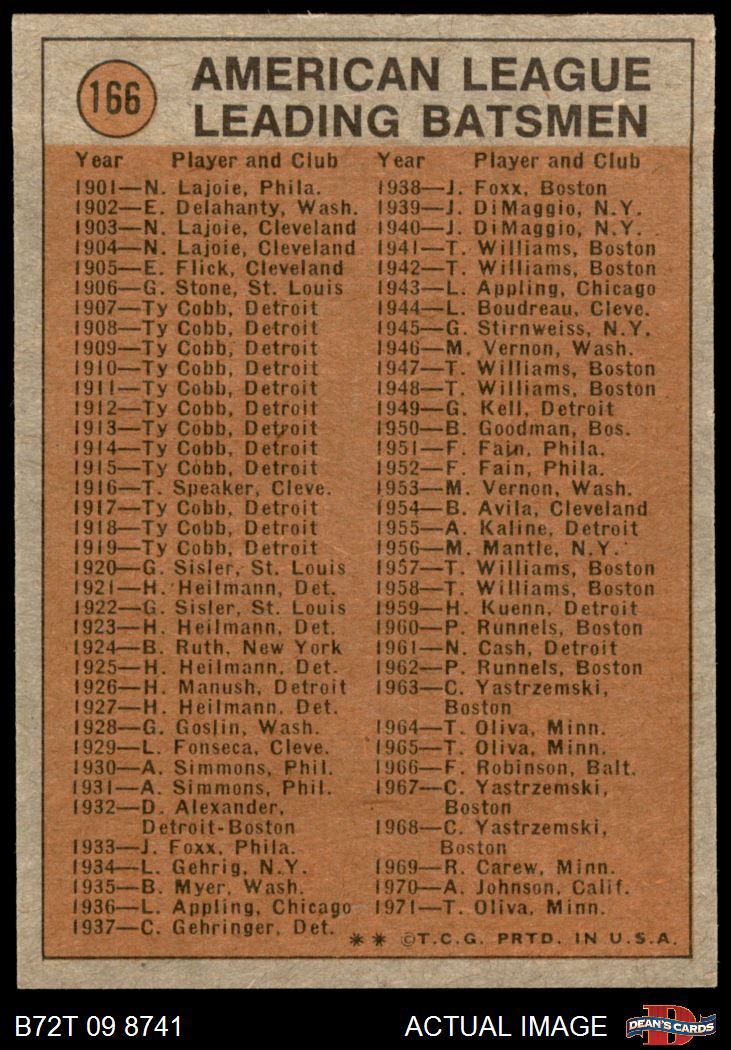 166
AMERICAN LEAGUE
LEADING BATSMEN
Year Player and Club
1901—N. Lajoie, Phila.
1902—E. Delahanty, Wash.
1903—N. Lajoie, Cleveland
1904—N. Lajoie, Cleveland
1905—E. Flick, Cleveland
1906—G. Stone, St. Louis
1907—Ty Cobb, Detroit
1908—Ty Cobb, Detroit
1909—Ty Cobb, Detroit
1910—Ty Cobb, Detroit
1911—Ty Cobb, Detroit
1912—Ty Cobb, Detroit
1913—Ty Cobb, Detroit
1914—Ty Cobb, Detroit
1915—Ty Cobb, Detroit
1916—T. Speaker, Cleve.
1917—Ty Cobb, Detroit
1918—Ty Cobb, Detroit
1919—Ty Cobb, Detroit
1920—G. Sisler, St. Louis
1921—H. Heilmann, Det.
1922—G. Sisler, St. Louis
1923—H. Heilmann, Det.
1924—B. Ruth, New York
1925—H. Heilmann, Det.
1926—H. Manush, Detroit
1927—H. Heilmann, Det.
1928—G. Goslin, Wash.
1929—L. Fonseca, Cleve.
1930—A. Simmons, Phil.
1931—A. Simmons, Phil.
1932—D. Alexander,
Detroit-Boston
1933—J. Foxx, Phila.
1934—L. Gehrig, N.Y.
1935—B. Myer, Wash.
1936—L. Appling, Chicago
1937—C. Gehringer, Det.
Year Player and Club
1938—J. Foxx, Boston
1939—J. DiMaggio, N.Y.
1940—J. DiMaggio, N.Y.
1941—T. Williams, Boston
1942—T. Williams, Boston
1943—L. Appling, Chicago
1944—L. Boudreau, Cleve.
1945—G. Stirnweiss, N.Y.
1946—M. Vernon, Wash.
1947—T. Williams, Boston
1948—T. Williams, Boston
1949—G. Kell, Detroit
1950—B. Goodman, Bos.
1951—F. Fain, Phila.
1952—F. Fain, Phila.
1953—M. Vernon, Wash.
1954—B. Avila, Cleveland
1955—A. Kaline, Detroit
1956—M. Mantle, N.Y.
1957—T. Williams, Boston
1958—T. Williams, Boston
1959—H. Kuenn, Detroit
1960—P. Runnels, Boston
1961—N. Cash, Detroit
1962—P. Runnels, Boston
1963—C. Yastrzemski,
Boston
1964—T. Oliva, Minn.
1965—T. Oliva, Minn.
1966—F. Robinson, Balt.
1967—C. Yastrzemski,
Boston
1968—C. Yastrzemski,
Boston
1969—R. Carew, Minn.
1970—A. Johnson, Calif.
1971—T. Oliva, Minn.
** ©T.C.G. PRTD. IN U.S.A.
B72T 09 8741 ACTUAL IMAGE
D
DEAN'S CARDS